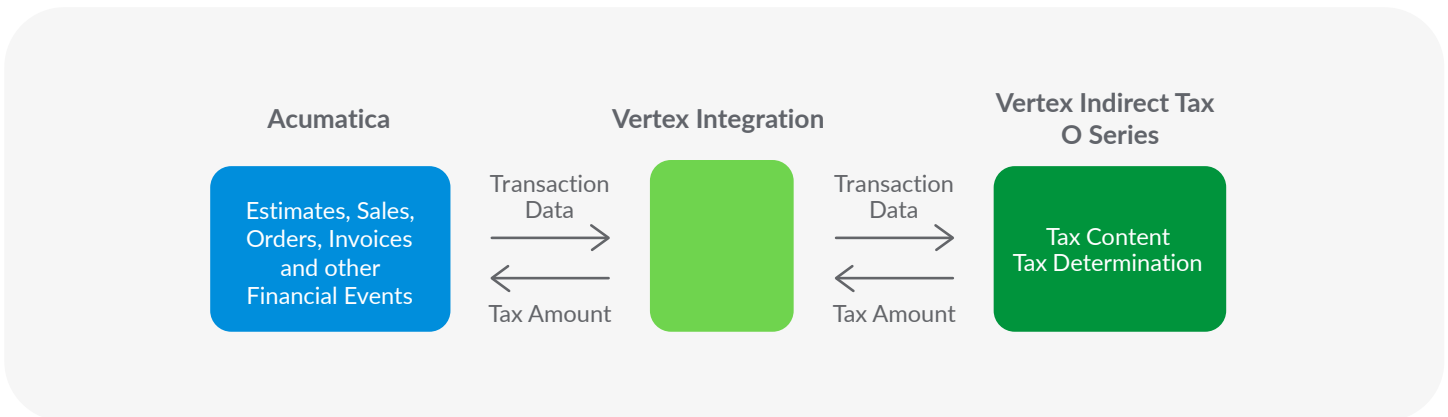 Acumatica
Estimates, Sales,
Orders, Invoices
and other
Financial Events
Transaction
Data
Tax Amount
Vertex Integration
Transaction
Data
Tax Amount
Vertex Indirect Tax
O Series
Tax Content
Tax Determination